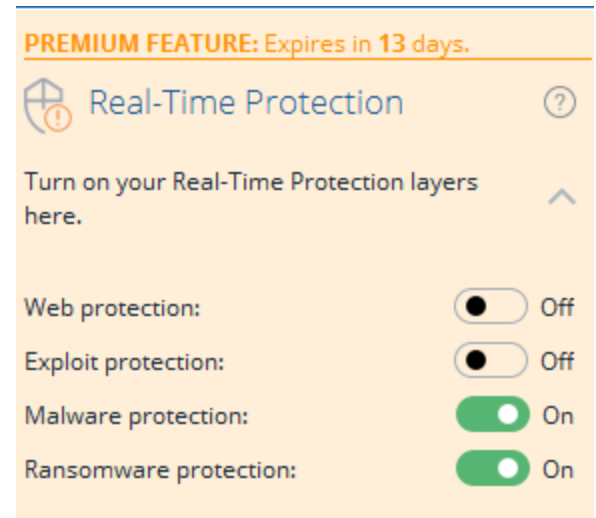 PREMIUM FEATURE: Expires in 13 days.
Real-Time Protection ?
Turn on your Real-Time Protection layers
here.
Web protection: Off
Exploit protection: Off
Malware protection: On
Ransomware protection: On